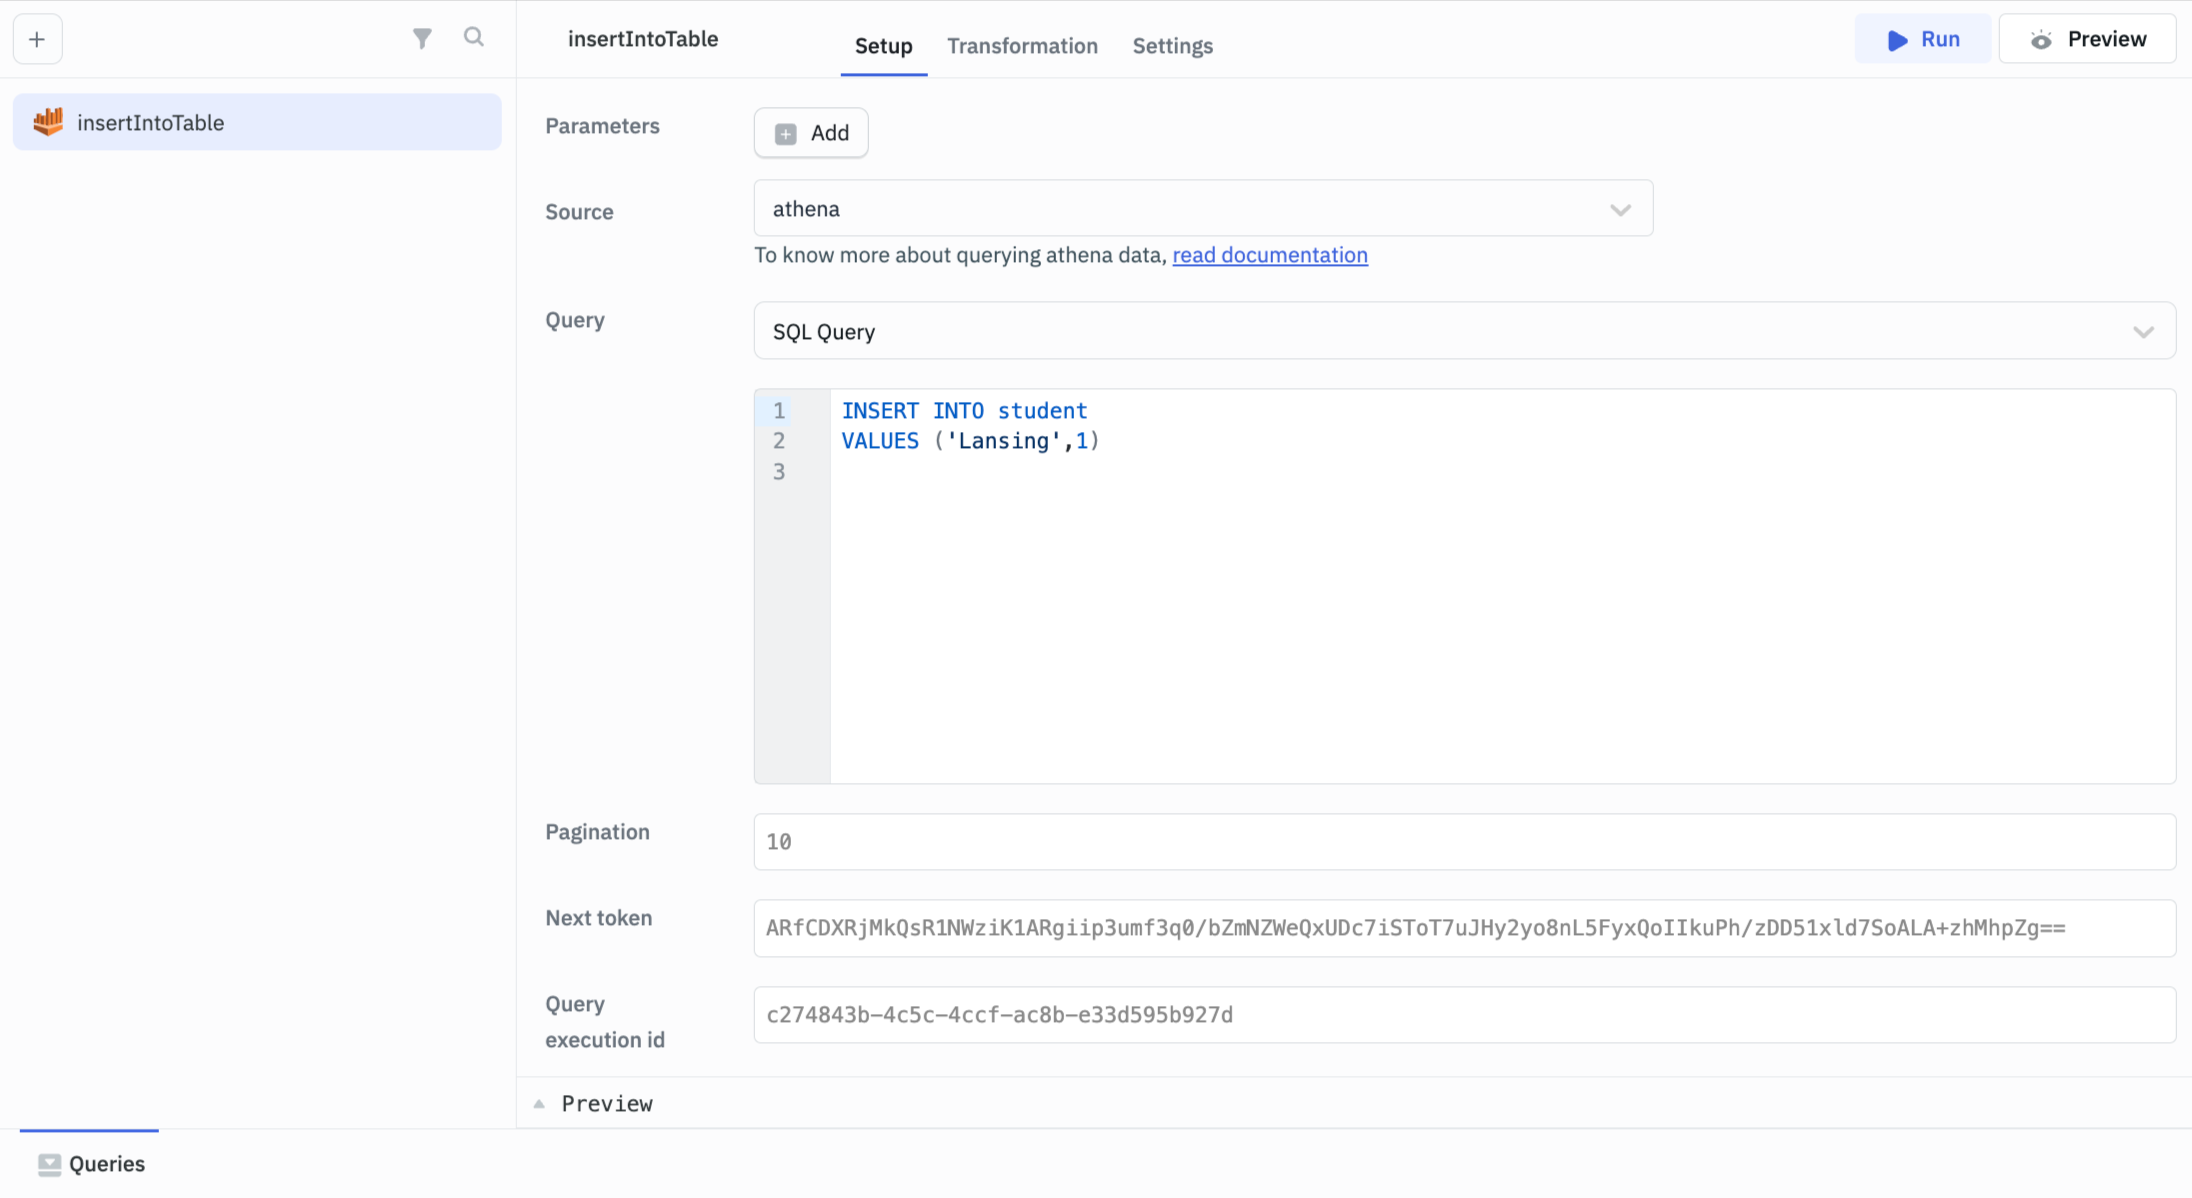 insertIntoTable
Setup
Transformation
Settings
Run
Preview
insertIntoTable
Parameters
Add
Source
athena
To know more about querying athena data, read documentation
Query
SQL Query
1 INSERT INTO student
2 VALUES ('Lansing',1)
3
Pagination
10
Next token
ARfCDXRjMkQsR1NWziK1ARgiip3umf3q0/bZmNZWeQxUDc7iSToT7uJHy2yo8nL5FyxQoIIkuPh/zDD51xld7SoALA+zhMhpZg==
Query
execution id
c274843b-4c5c-4ccf-ac8b-e33d595b927d
Preview
Queries